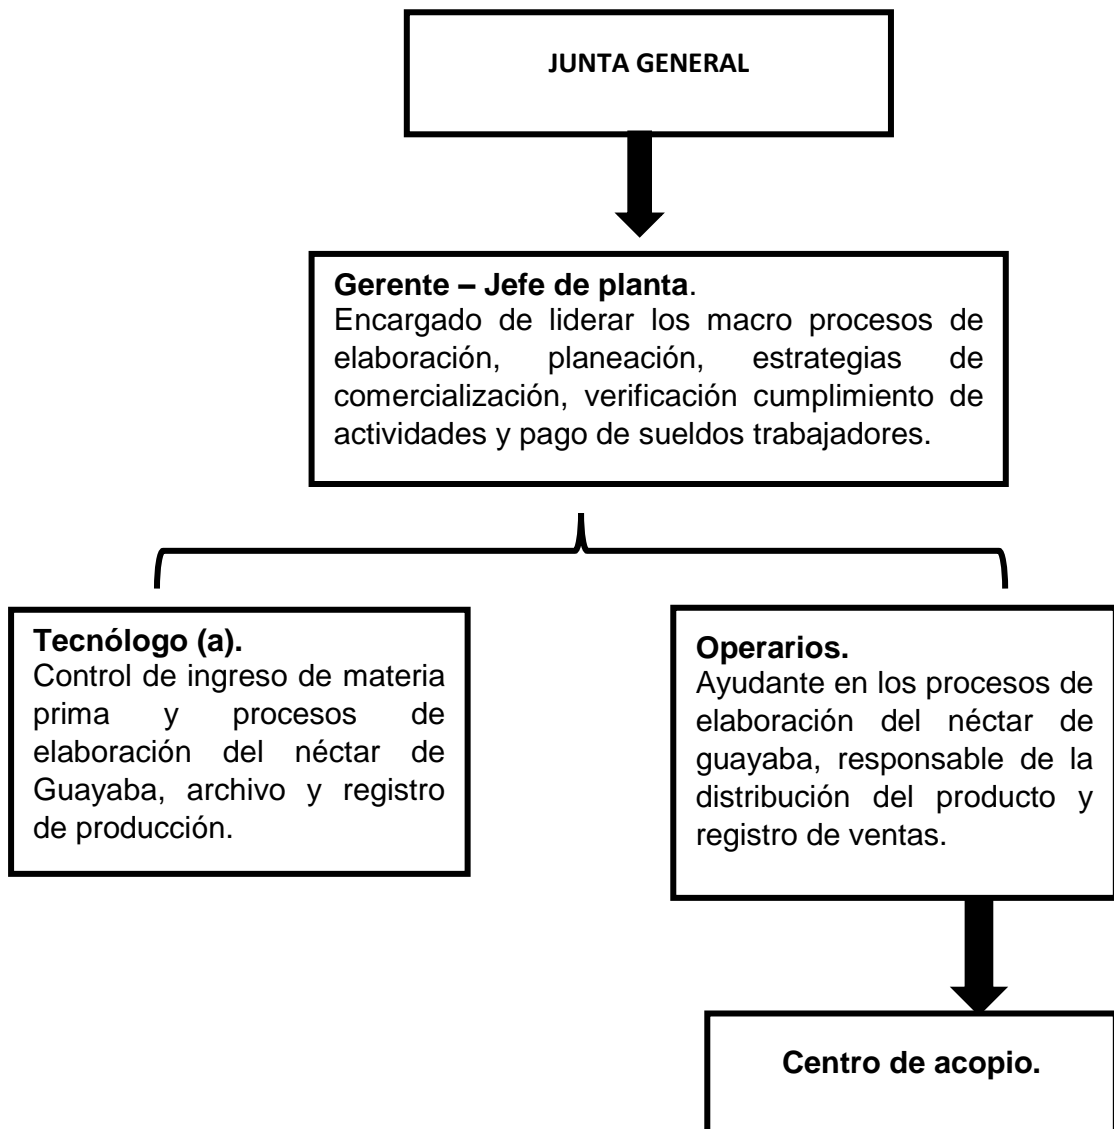 JUNTA GENERAL
Gerente – Jefe de planta.
Encargado de liderar los macro procesos de
elaboración, planeación, estrategias de
comercialización, verificación cumplimiento de
actividades y pago de sueldos trabajadores.
Tecnólogo (a).
Control de ingreso de materia
prima y procesos de
elaboración del néctar de
Guayaba, archivo y registro
de producción.
Operarios.
Ayudante en los procesos de
elaboración del néctar de
guayaba, responsable de la
distribución del producto y
registro de ventas.
Centro de acopio.